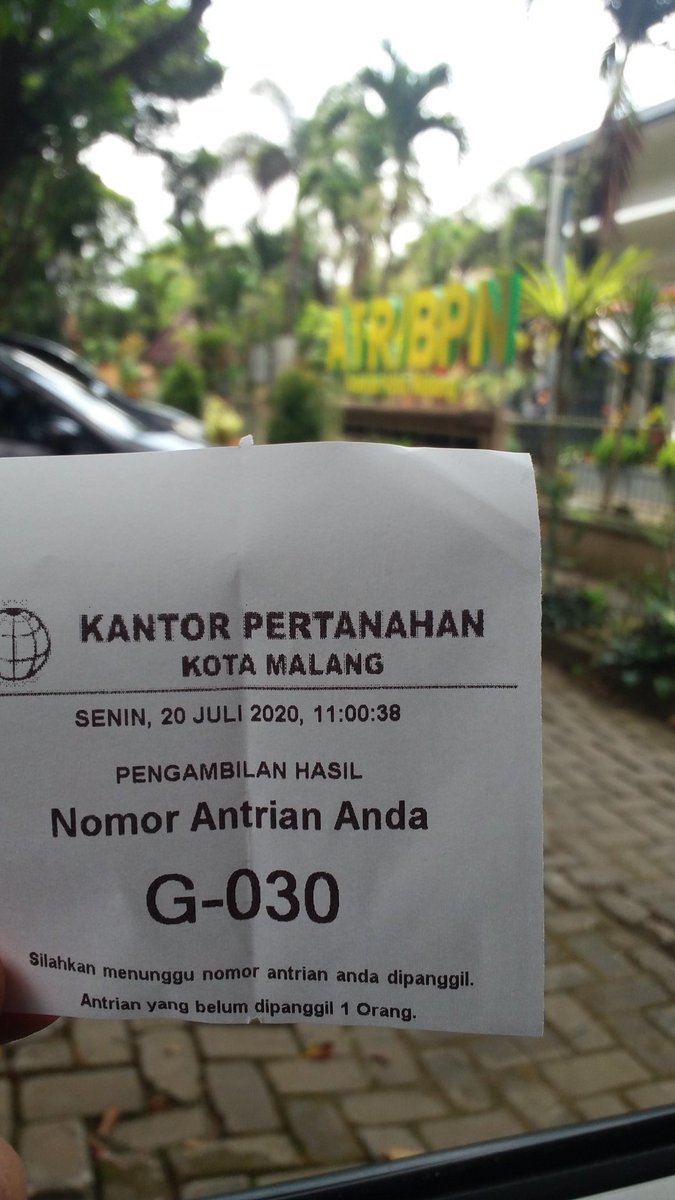 ATR/BPN
KANTOR PERTANAHAN
KOTA MALANG
SENIN, 20 JULI 2020, 11:00:38
PENGAMBILAN HASIL
Nomor Antrian Anda
G-030
Silahkan menunggu nomor antrian anda dipanggil.
Antrian yang belum dipanggil 1 Orang.